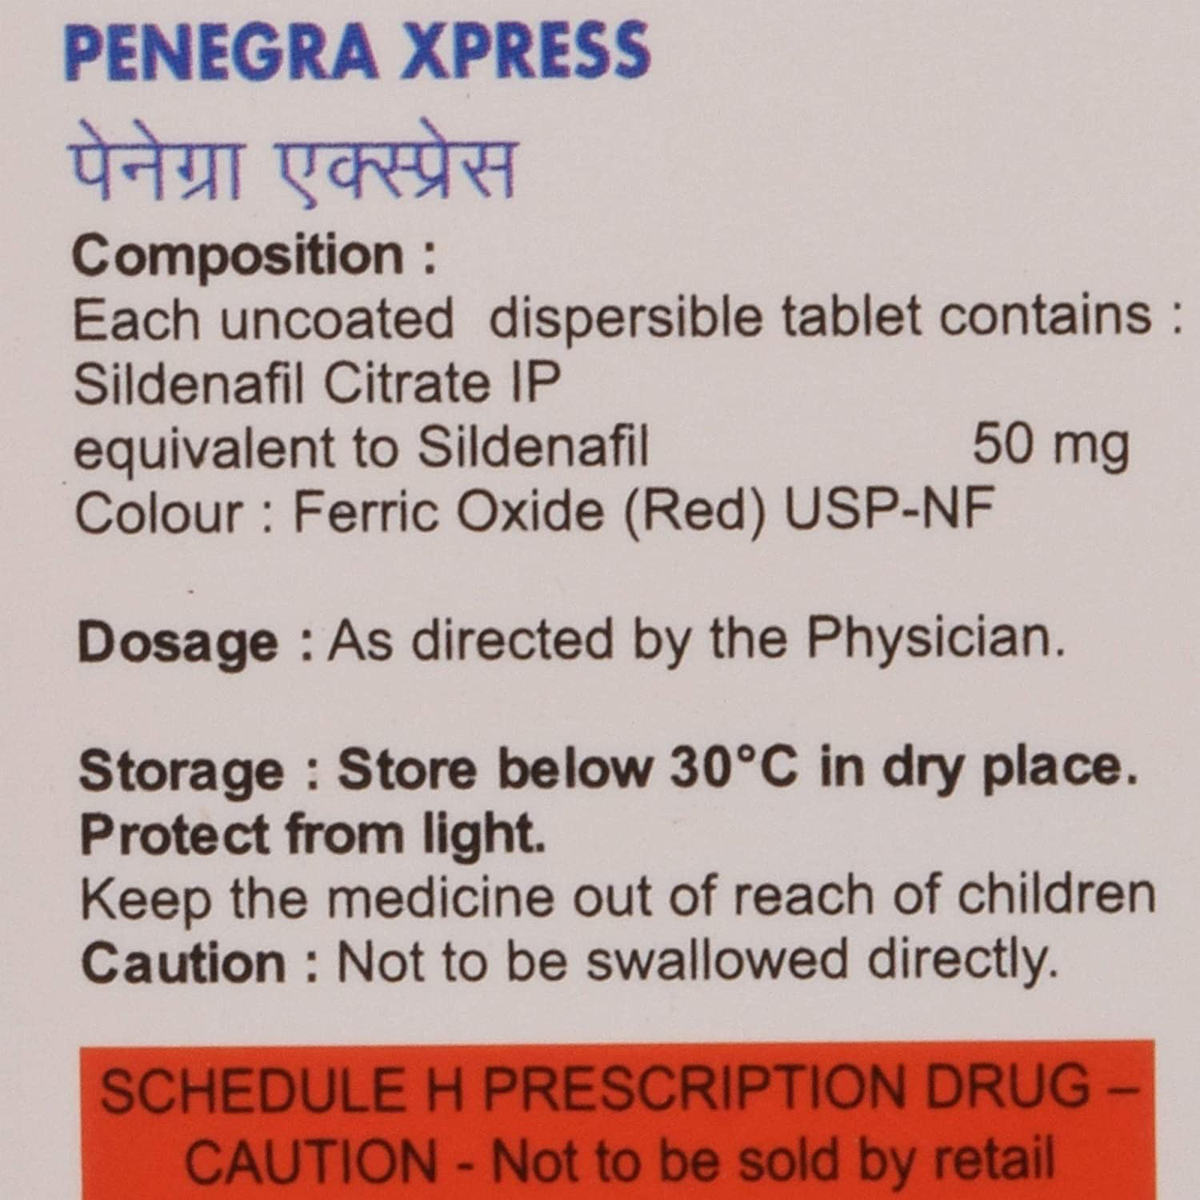 PENEGRA XPRESS
पेनेग्रा एक्स्प्रेस
Composition :
Each uncoated dispersible tablet contains :
Sildenafil Citrate IP
equivalent to Sildenafil 50 mg
Colour : Ferric Oxide (Red) USP-NF
Dosage : As directed by the Physician.
Storage : Store below 30°C in dry place.
Protect from light.
Keep the medicine out of reach of children
Caution : Not to be swallowed directly.
SCHEDULE H PRESCRIPTION DRUG –
CAUTION - Not to be sold by retail